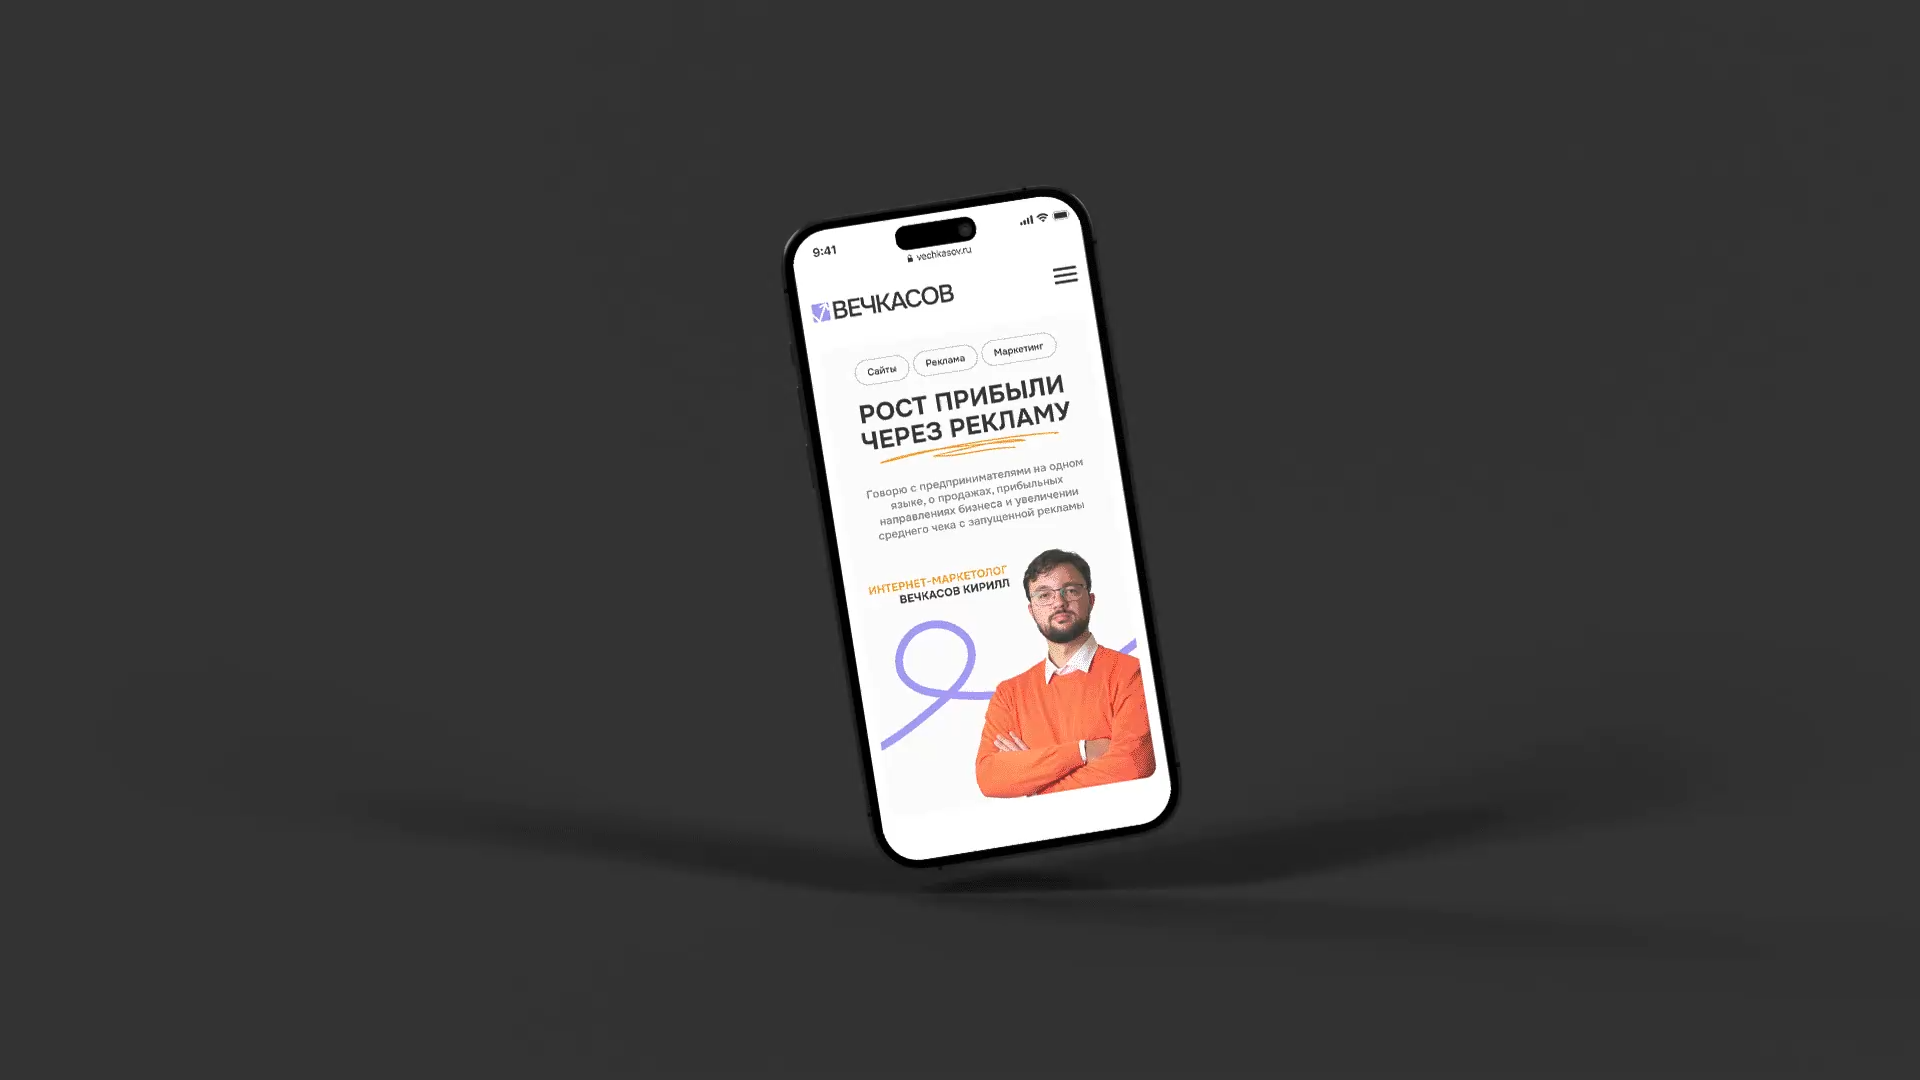 9:41
vechkasov.ru
ВЕЧКАСОВ
Сайты
Реклама
Маркетинг
РОСТ ПРИБЫЛИ
ЧЕРЕЗ РЕКЛАМУ
Говорю с предпринимателями на одном
языке, о продажах, прибыльных
направлениях бизнеса и увеличении
среднего чека с запущенной рекламы
ИНТЕРНЕТ-МАРКЕТОЛОГ
ВЕЧКАСОВ КИРИЛЛ